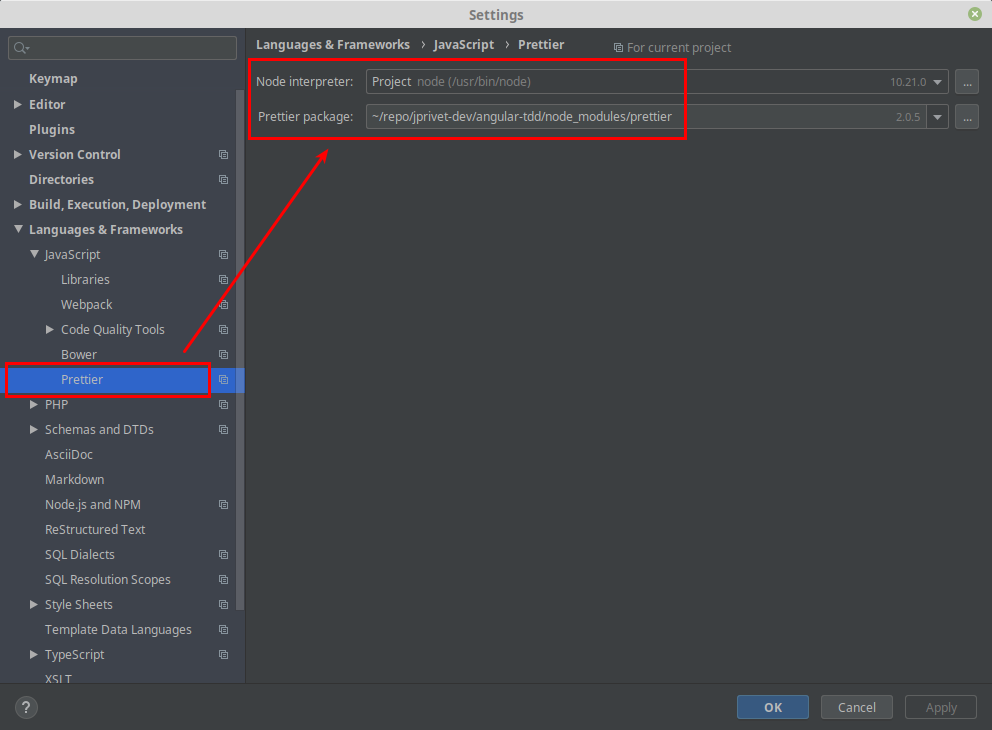 Settings
Languages & Frameworks › JavaScript › Prettier For current project
Keymap
Editor
Plugins
Version Control
Directories
Build, Execution, Deployment
Languages & Frameworks
JavaScript
Libraries
Webpack
Code Quality Tools
Bower
Prettier
PHP
Schemas and DTDs
AsciiDoc
Markdown
Node.js and NPM
ReStructured Text
SQL Dialects
SQL Resolution Scopes
Style Sheets
Template Data Languages
TypeScript
XSLT
Node interpreter: Project node (/usr/bin/node) 10.21.0 ...
Prettier package: ~/repo/jprivet-dev/angular-tdd/node_modules/prettier 2.0.5 ...
? OK Cancel Apply